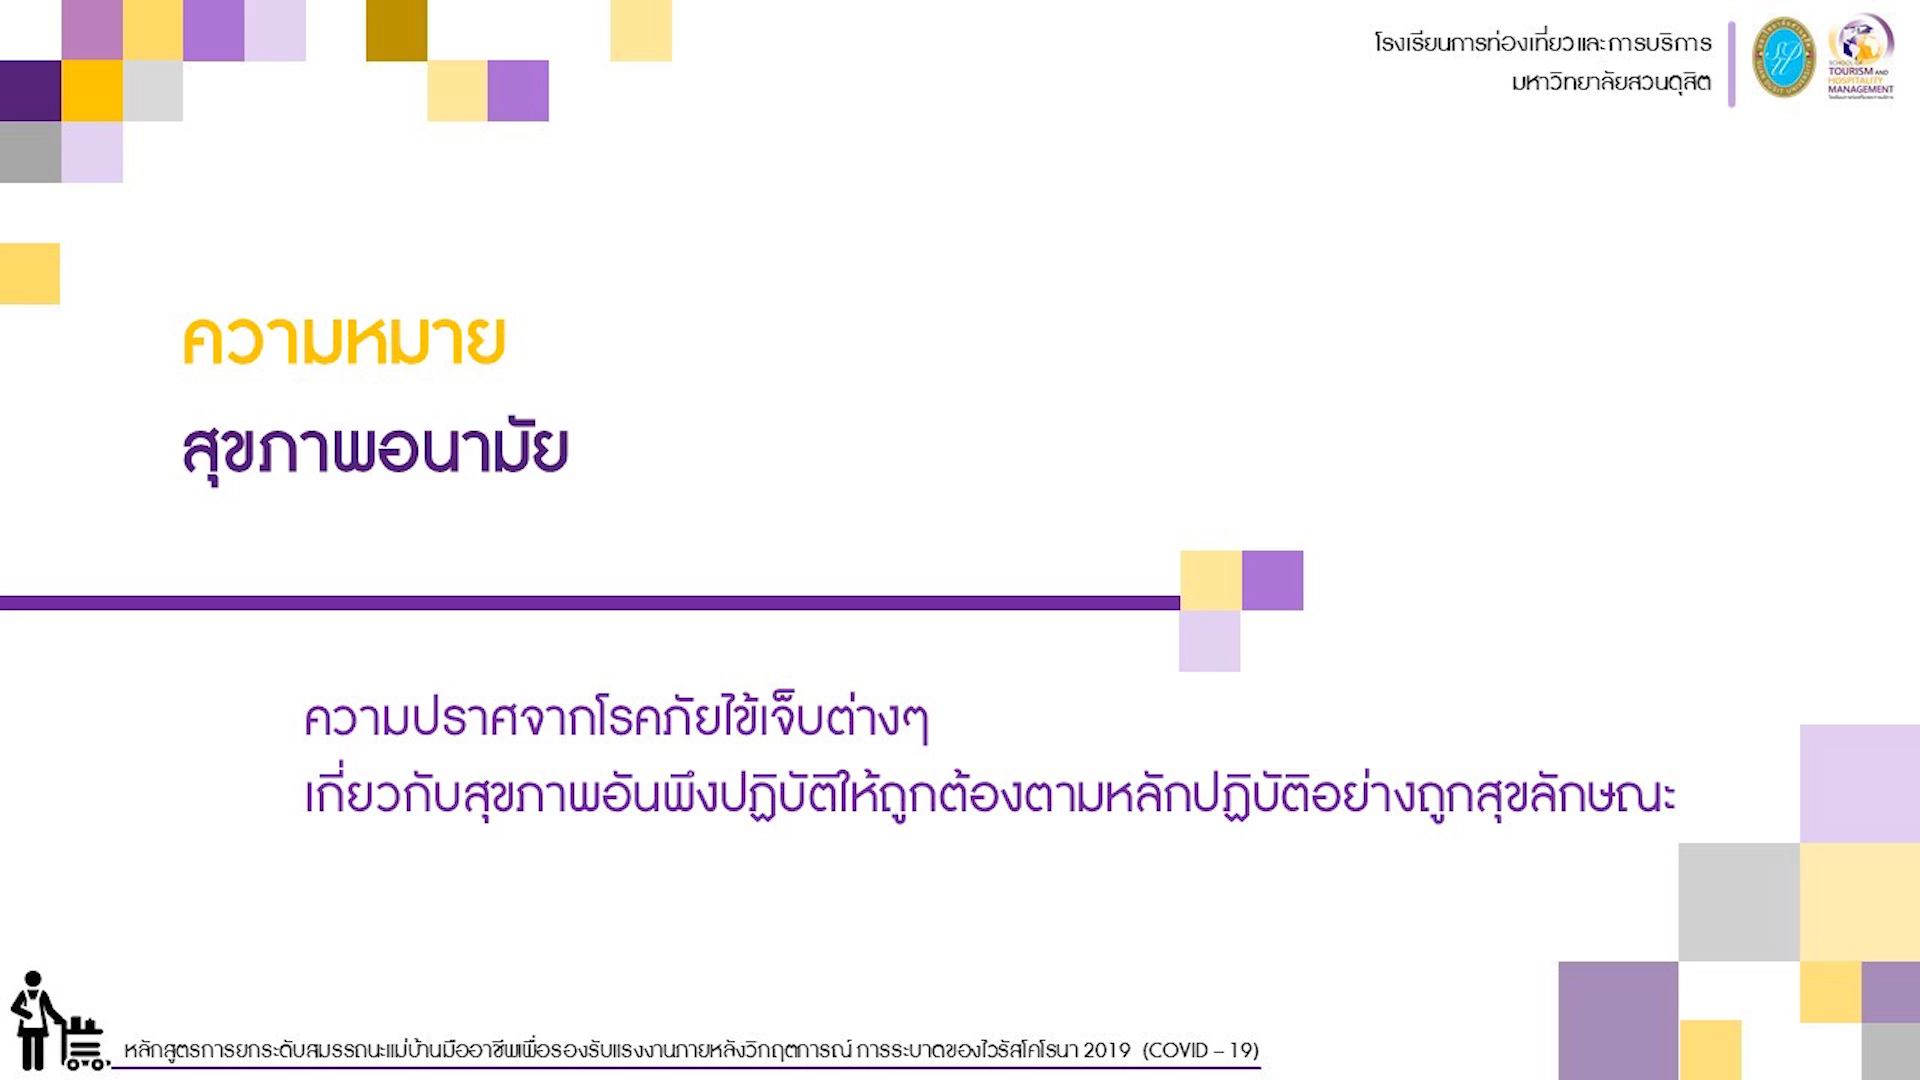 โรงเรียนการท่องเที่ยวและการบริการ
มหาวิทยาลัยสวนดุสิต
SCHOOL OF
TOURISM AND
HOSPITALITY
MANAGEMENT
ความหมาย
สุขภาพอนามัย
ความปราศจากโรคภัยไข้เจ็บต่างๆ
เกี่ยวกับสุขภาพอันพึงปฏิบัติให้ถูกต้องตามหลักปฏิบัติอย่างถูกสุขลักษณะ
หลักสูตรการยกระดับสมรรถนะแม่บ้านมืออาชีพเพื่อรองรับแรงงานภายหลังวิกฤตการณ์ การระบาดของไวรัสโคโรนา 2019 (COVID – 19)